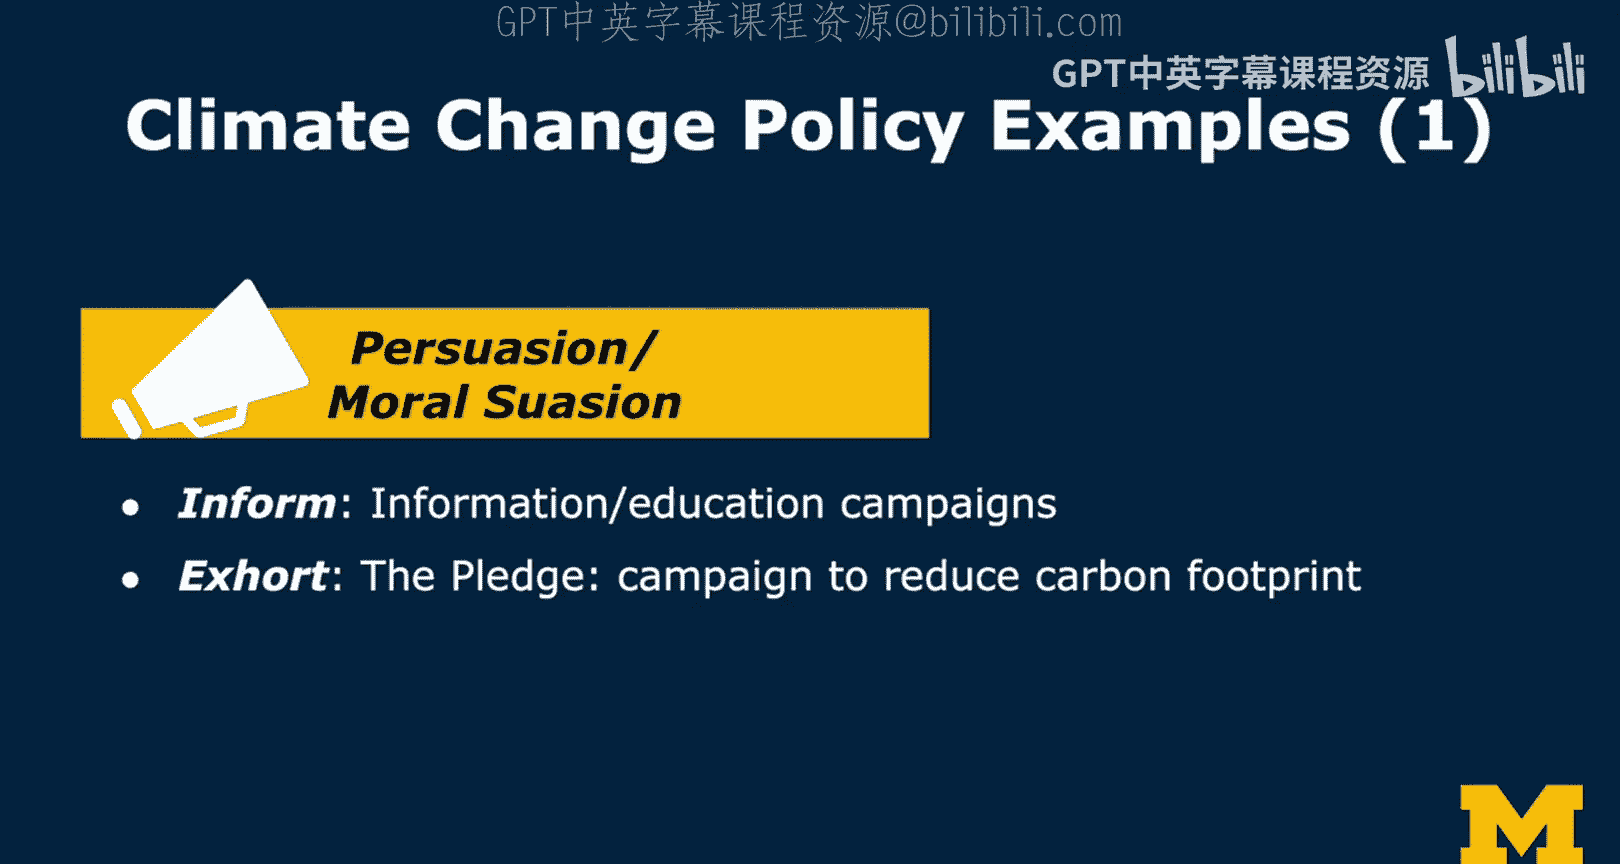 GPT中英字幕课程资源@bilibili.com
GPT中英字幕课程资源 bilibili
Climate Change Policy Examples (1)
Persuasion/
Moral Suasion
• Inform: Information/education campaigns
• Exhort: The Pledge: campaign to reduce carbon footprint
M